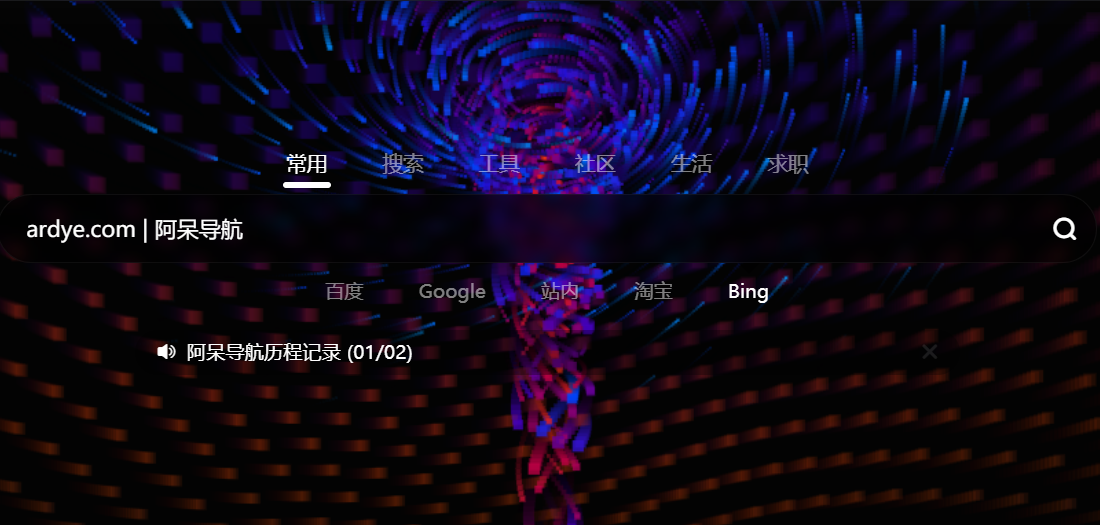 常用 搜索 工具 社区 生活 求职
ardye.com | 阿呆导航
百度 Google 站内 淘宝 Bing
阿呆导航历程记录 (01/02)